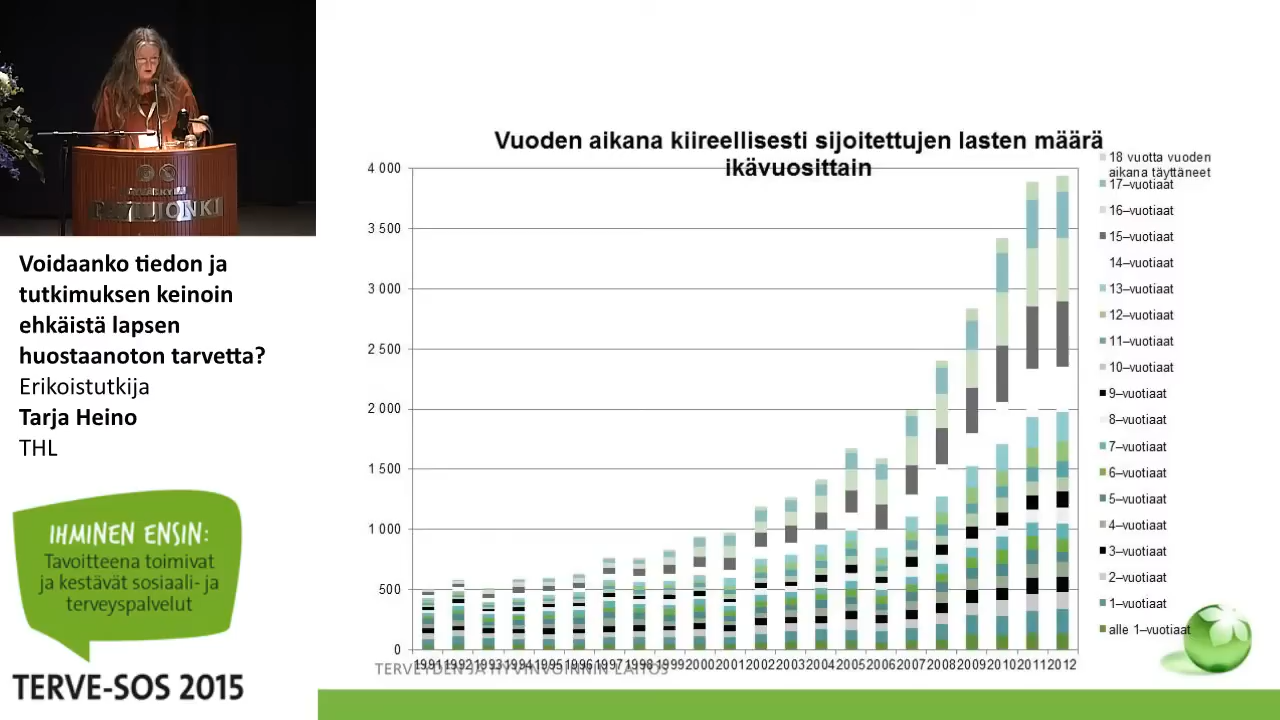 PAVILJONKI
Voidaanko tiedon ja
tutkimuksen keinoin
ehkäistä lapsen
huostaanoton tarvetta?
Erikoistutkija
Tarja Heino
THL
IHMINEN ENSIN:
Tavoitteena toimivat
ja kestävät sosiaali- ja
terveyspalvelut
TERVE-SOS 2015
Vuoden aikana kiireellisesti sijoitettujen lasten määrä
ikävuosittain
4 000
3 500
3 000
2 500
2 000
1 500
1 000
500
0
1991 1992 1993 1994 1995 1996 1997 1998 1999 2000 2001 2002 2003 2004 2005 2006 2007 2008 2009 2010 2011 2012
TERVEYDEN JA HYVINVOINNIN LAITOS
18 vuotta vuoden
aikana täyttäneet
17–vuotiaat
16–vuotiaat
15–vuotiaat
14–vuotiaat
13–vuotiaat
12–vuotiaat
11–vuotiaat
10–vuotiaat
9–vuotiaat
8–vuotiaat
7–vuotiaat
6–vuotiaat
5–vuotiaat
4–vuotiaat
3–vuotiaat
2–vuotiaat
1–vuotiaat
alle 1–vuotiaat